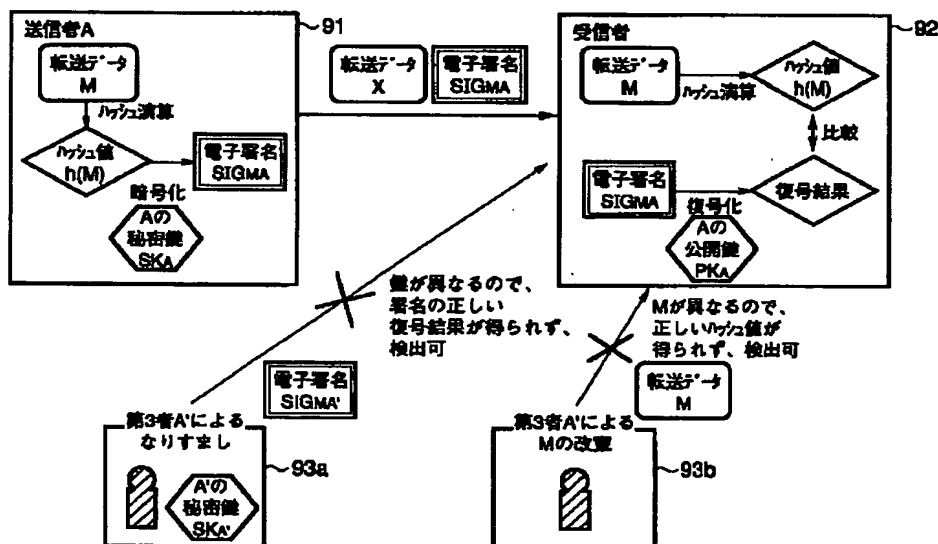 送信者A
91
転送データ
M
ハッシュ演算
ハッシュ値
h(M)
電子署名
SIGMA
暗号化
Aの
秘密鍵
SKA
転送データ
X
電子署名
SIGMA
受信者
92
転送データ
M
ハッシュ演算
ハッシュ値
h(M)
比較
電子署名
SIGMA
復号化
復号結果
Aの
公開鍵
PKA
鍵が異なるので、
署名の正しい
復号結果が得られず、
検出可
Mが異なるので、
正しいハッシュ値が
得られず、検出可
電子署名
SIGMA'
転送データ
M
第3者A'による
なりすまし
93a
A'の
秘密鍵
SKA'
第3者A'による
Mの改竄
93b